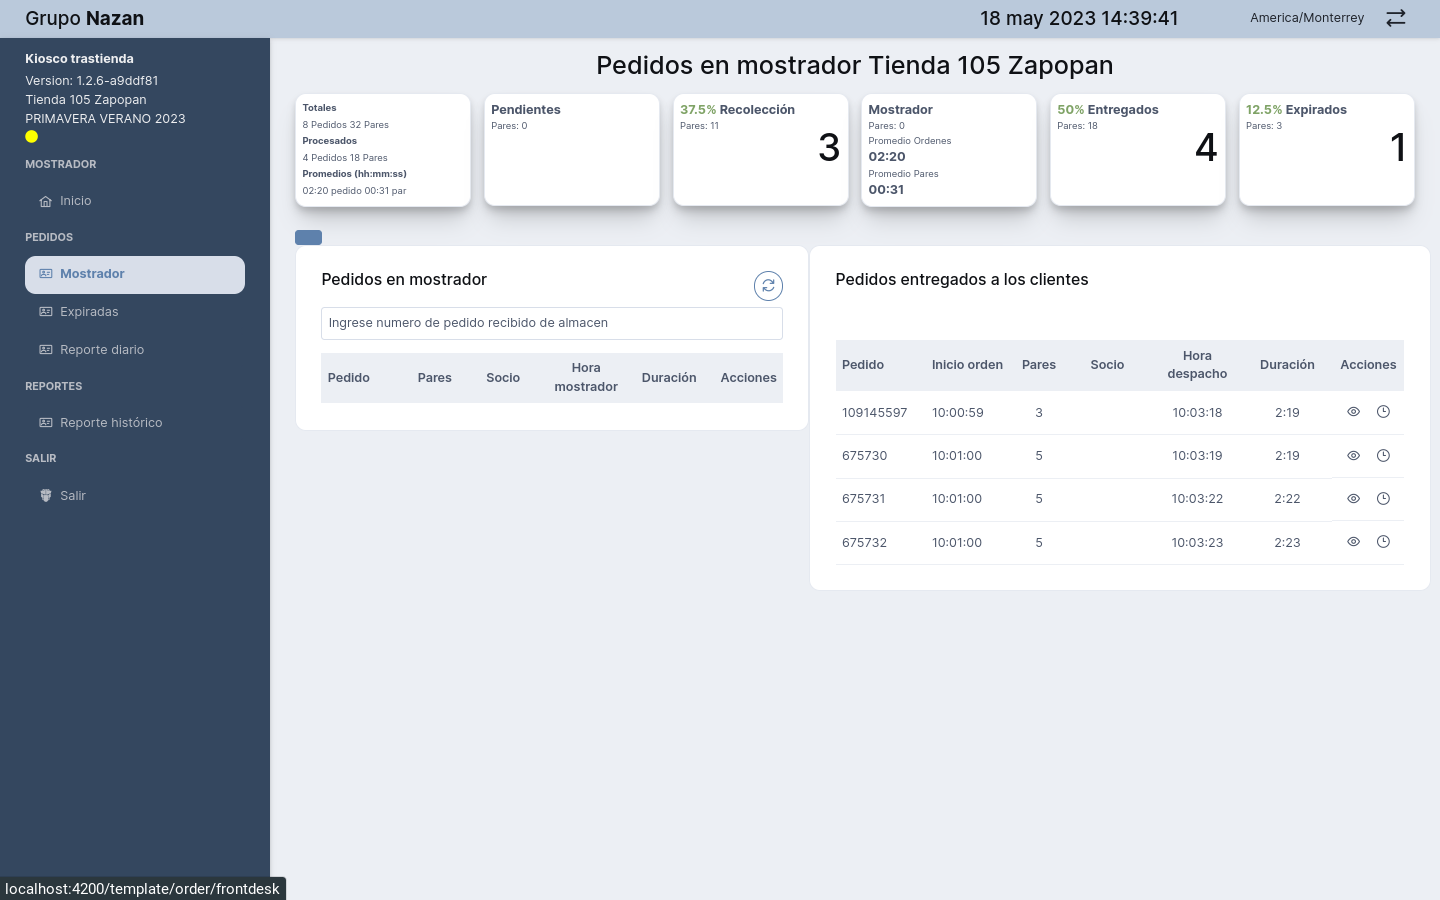 Grupo Nazan
18 may 2023 14:39:41
America/Monterrey
Kiosco trastienda
Version: 1.2.6-a9ddf81
Tienda 105 Zapopan
PRIMAVERA VERANO 2023
MOSTRADOR
Inicio
PEDIDOS
Mostrador
Expiradas
Reporte diario
REPORTES
Reporte histórico
SALIR
Salir
Pedidos en mostrador Tienda 105 Zapopan
Totales
8 Pedidos 32 Pares
Procesados
4 Pedidos 18 Pares
Promedios (hh:mm:ss)
02:20 pedido 00:31 par
Pendientes
Pares: 0
37.5% Recolección
Pares: 11
3
Mostrador
Pares: 0
Promedio Ordenes
02:20
Promedio Pares
00:31
50% Entregados
Pares: 18
4
12.5% Expirados
Pares: 3
1
Pedidos en mostrador
Ingrese numero de pedido recibido de almacen
Pedido Pares Socio Hora mostrador Duración Acciones
Pedidos entregados a los clientes
Pedido Inicio orden Pares Socio Hora despacho Duración Acciones
109145597 10:00:59 3 10:03:18 2:19
675730 10:01:00 5 10:03:19 2:19
675731 10:01:00 5 10:03:22 2:22
675732 10:01:00 5 10:03:23 2:23
localhost:4200/template/order/frontdesk